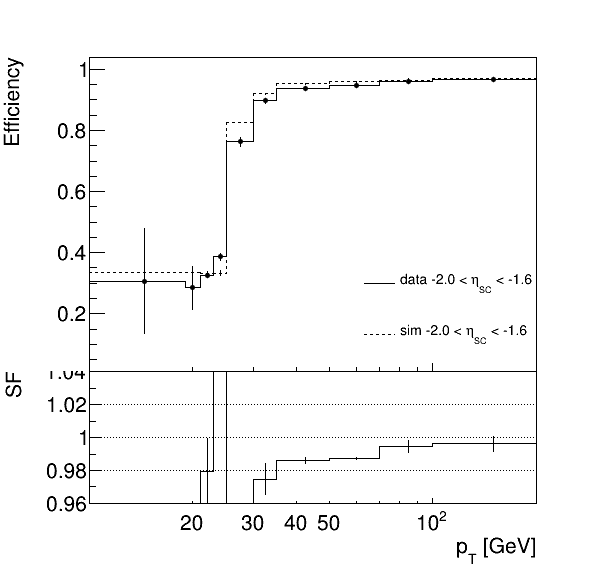 Efficiency
1
0.8
0.6
0.4
0.2
data -2.0 < η_SC < -1.6
sim -2.0 < η_SC < -1.6
SF
1.04
1.02
1
0.98
0.96
20 30 40 50 10²
p_T [GeV]